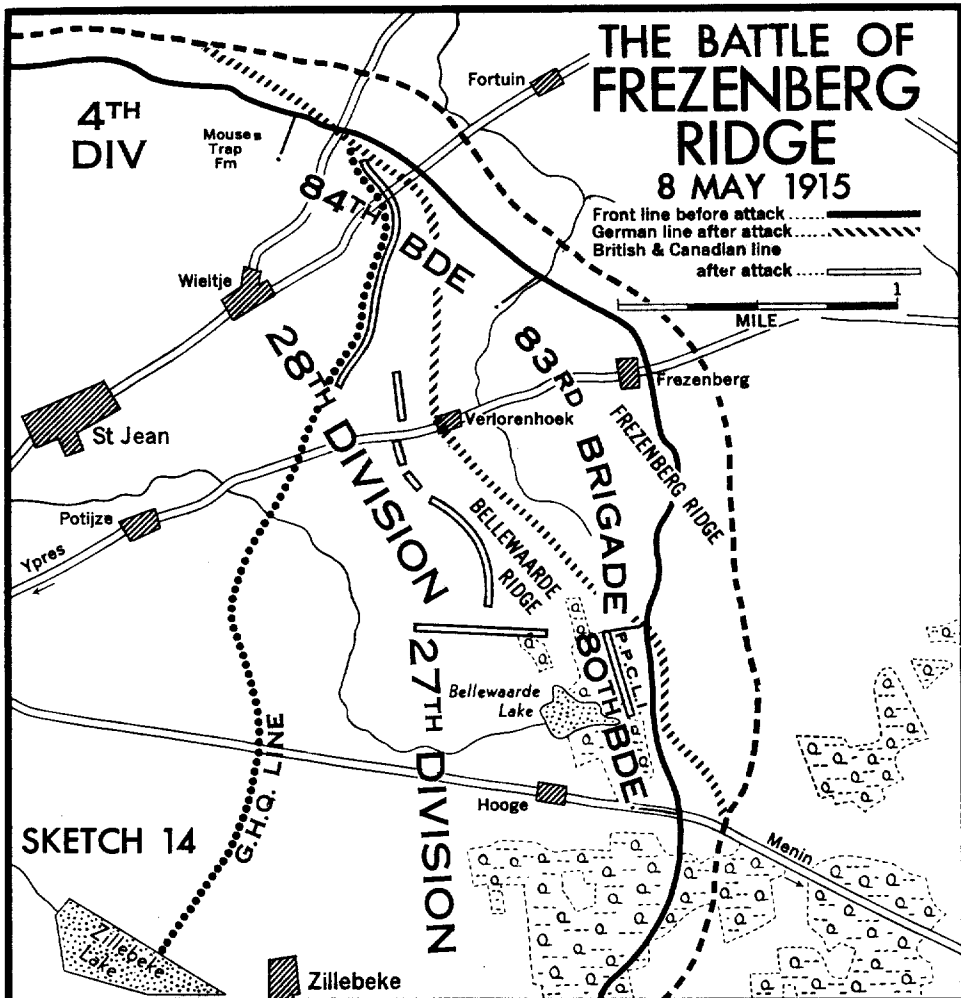 THE BATTLE OF
FREZENBERG
RIDGE
8 MAY 1915
Front line before attack
German line after attack
British & Canadian line
after attack
1
MILE
4TH
DIV
Mouses
Trap
Fm
Fortuin
84TH BDE
Wieltje
28TH DIVISION
83RD BRIGADE
Frezenberg
FREZENBERG RIDGE
St Jean
Verlorenhoek
Potijze
Ypres
BELLEWAARDE
RIDGE
P.P.C.L.I.
80TH BDE
27TH DIVISION
Bellewaarde
Lake
G.H.Q. LINE
Hooge
Menin
SKETCH 14
Zillebeke
Lake
Zillebeke